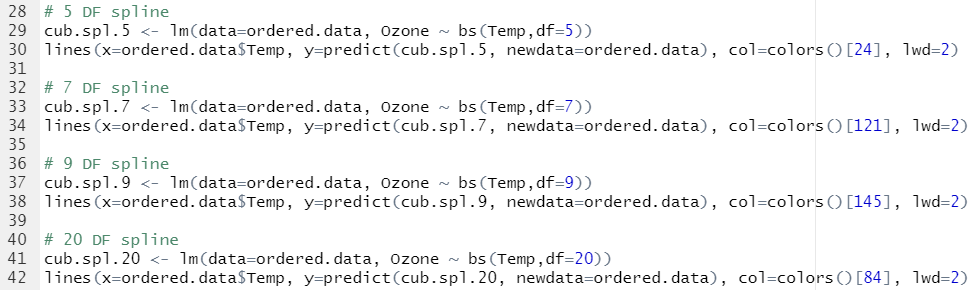 28 # 5 DF spline
29 cub.spl.5 <- lm(data=ordered.data, Ozone ~ bs(Temp,df=5))
30 lines(x=ordered.data$Temp, y=predict(cub.spl.5, newdata=ordered.data), col=colors()[24], lwd=2)
31
32 # 7 DF spline
33 cub.spl.7 <- lm(data=ordered.data, Ozone ~ bs(Temp,df=7))
34 lines(x=ordered.data$Temp, y=predict(cub.spl.7, newdata=ordered.data), col=colors()[121], lwd=2)
35
36 # 9 DF spline
37 cub.spl.9 <- lm(data=ordered.data, Ozone ~ bs(Temp,df=9))
38 lines(x=ordered.data$Temp, y=predict(cub.spl.9, newdata=ordered.data), col=colors()[145], lwd=2)
39
40 # 20 DF spline
41 cub.spl.20 <- lm(data=ordered.data, Ozone ~ bs(Temp,df=20))
42 lines(x=ordered.data$Temp, y=predict(cub.spl.20, newdata=ordered.data), col=colors()[84], lwd=2)